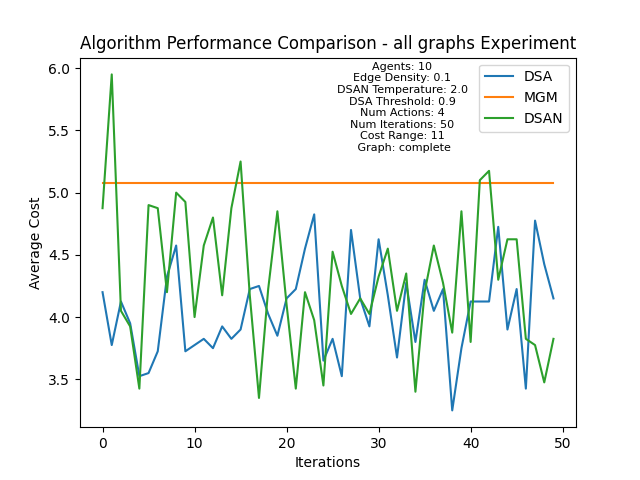 Algorithm Performance Comparison - all graphs Experiment
Agents: 10
Edge Density: 0.1
DSAN Temperature: 2.0
DSA Threshold: 0.9
Num Actions: 4
Num Iterations: 50
Cost Range: 11
Graph: complete
DSA
MGM
DSAN
Average Cost
6.0
5.5
5.0
4.5
4.0
3.5
0 10 20 30 40 50
Iterations